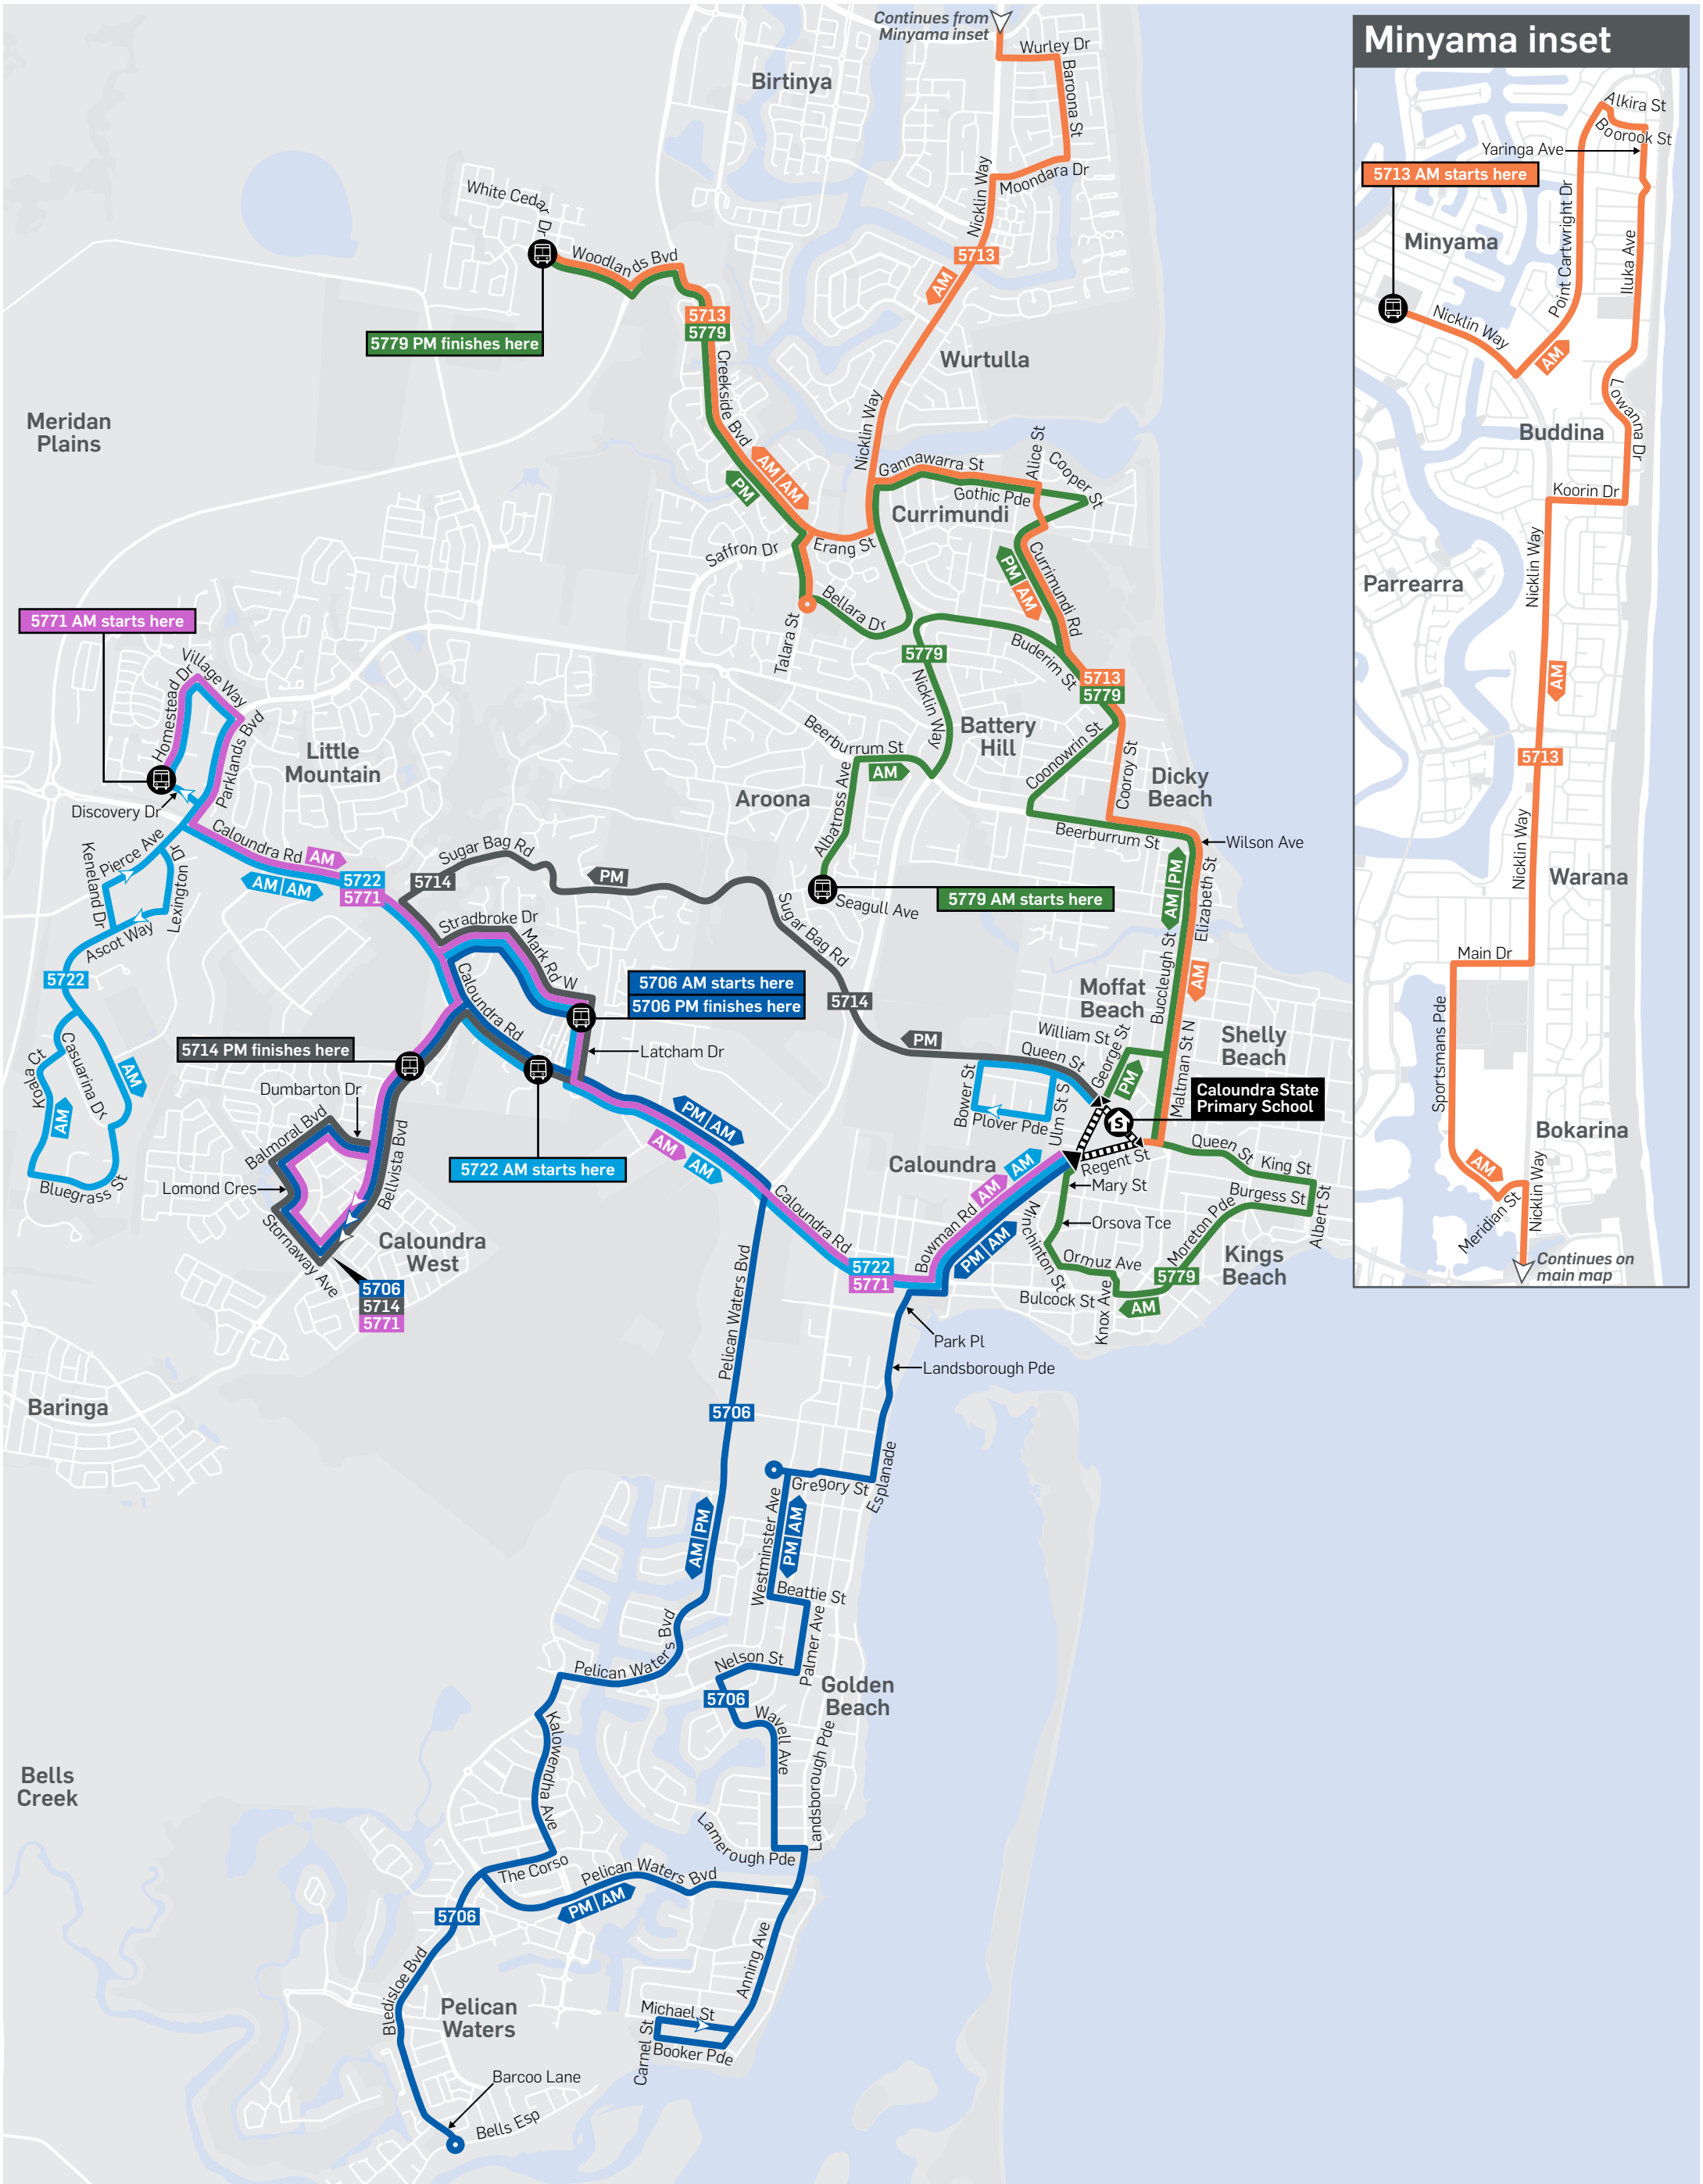 Continues from
Minyama inset
Wurley Dr
Baroona St
Birtinya
Moondara Dr
Nicklin Way
White Cedar Dr
Woodlands Bvd
5713
AM
5713
5779
5779 PM finishes here
Creekside Bvd
Wurtulla
Nicklin Way
Meridan
Plains
AM AM
PM
Gannawarra St
Alice St
Cooper St
Gothic Pde
Currimundi
Saffron Dr
Erang St
PM AM
Currimundi Rd
Bellara Dr
Talara St
5771 AM starts here
Buderim St
5779
Village Way
Homestead Dr
Parklands Bvd
5713
5779
Nicklin Way
Little
Mountain
Battery
Hill
Beerburrum St
AM
Coonowrin St
Cooroy St
Dicky
Beach
Aroona
Albatross Ave
Discovery Dr
Caloundra Rd
AM
Pierce Ave
Keneland Dr
Lexington Dr
AM AM
5722
5771
Sugar Bag Rd
5714
PM
Beerburrum St
Wilson Ave
Elizabeth St
AM PM
Seagull Ave
5779 AM starts here
Sugar Bag Rd
Ascot Way
Stradbroke Dr
Mark Rd W
5722
Caloundra Rd
5706 AM starts here
5706 PM finishes here
5714
Moffat
Beach
Buccleugh St
AM
Maltman St N
William St
George St
Queen St
PM
Shelly
Beach
5714 PM finishes here
Latcham Dr
Koala Ct
Casuarina Dr
AM
AM
Bluegrass St
Dumbarton Dr
Balmoral Bvd
Lomond Cres
Bellvista Bvd
Stornaway Ave
Caloundra
West
5706
5714
5771
PM AM
AM
AM
5722 AM starts here
Bower St
Plover Pde
Ulm St S
PM
Caloundra State
Primary School
S
Caloundra
AM
AM
Regent St
Queen St
King St
Mary St
Burgess St
Albert St
Orsova Tce
Minchinton St
Moreton Pde
Ormuz Ave
Kings
Beach
5779
Bulcock St
Knox Ave
AM
Caloundra Rd
5722
5771
Bowman Rd
PM AM
Park Pl
Landsborough Pde
Pelican Waters Bvd
Baringa
5706
Gregory St
Esplanade
AM PM
Westminster Ave
PM AM
Beattie St
Palmer Ave
Nelson St
Pelican Waters Bvd
5706
Golden
Beach
Wavell Ave
Kalowendha Ave
Landsborough Pde
Bells
Creek
Lamerough Pde
The Corso
Pelican Waters Bvd
PM AM
5706
Anning Ave
Bledisloe Bvd
Pelican
Waters
Michael St
Carnel St
Booker Pde
Barcoo Lane
Bells Esp
Minyama inset
Alkira St
Boorook St
Yaringa Ave
5713 AM starts here
Minyama
Point Cartwright Dr
Iluka Ave
Nicklin Way
AM
Lowanna Dr
Buddina
Koorin Dr
Nicklin Way
Parrearra
AM
5713
Nicklin Way
Warana
Main Dr
Sportsmans Pde
Bokarina
AM
Meridian St
Nicklin Way
Continues on
main map